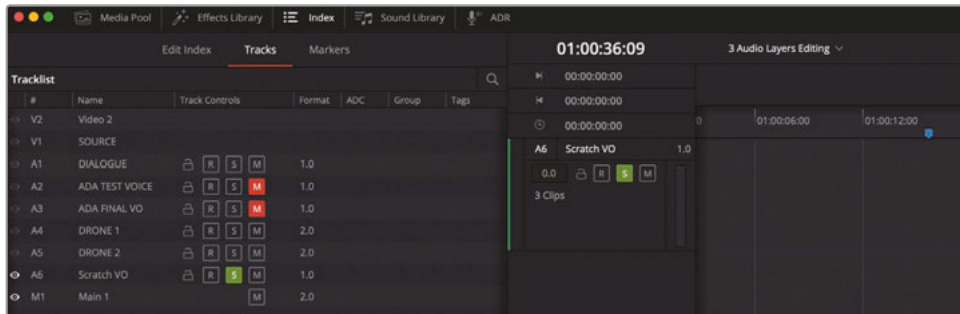 Media Pool Effects Library Index Sound Library ADR
Edit Index Tracks Markers
01:00:36:09 3 Audio Layers Editing
Tracklist
00:00:00:00
# Name Track Controls Format ADC Group Tags
00:00:00:00
V2 Video 2
00:00:00:00
0 01:00:06:00 01:00:12:00
V1 SOURCE
A6 Scratch VO 1.0
A1 DIALOGUE R S M 1.0
0.0 R S M
A2 ADA TEST VOICE R S M 1.0
3 Clips
A3 ADA FINAL VO R S M 1.0
A4 DRONE 1 R S M 2.0
A5 DRONE 2 R S M 2.0
A6 Scratch VO R S M 1.0
M1 Main 1 M 2.0